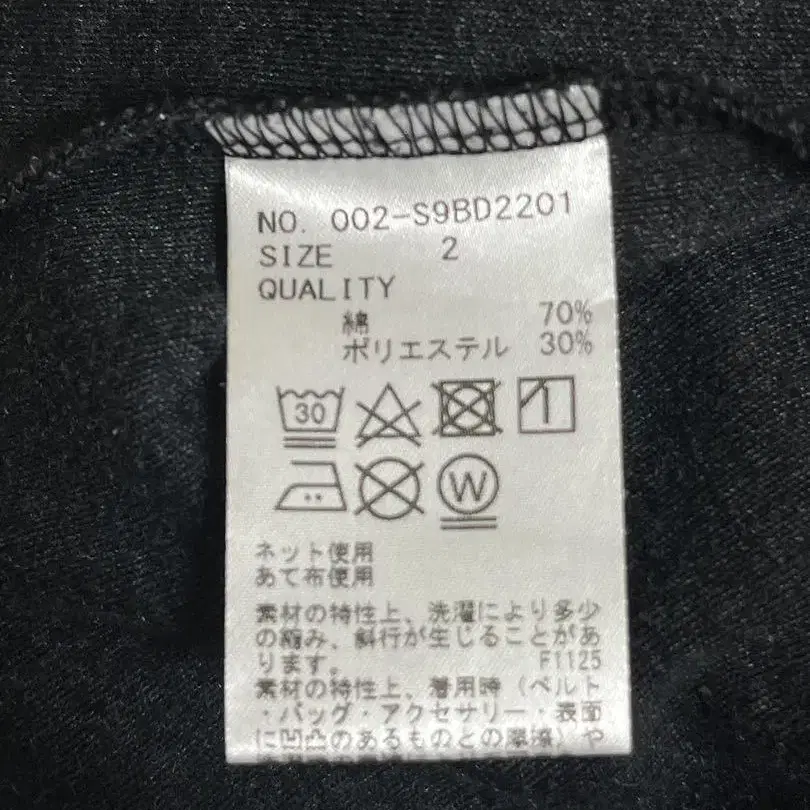 NO. 002-S9BD2201
SIZE 2
QUALITY
綿 70%
ポリエステル 30%
30
W
ネット使用
あて布使用
素材の特性上、洗濯により多少
の縮み、斜行が生じることがあ
ります。 F1125
素材の特性上、着用時（ベルト
・バッグ・アクセサリー・表面
に凹凸のあるものとの摩擦）や